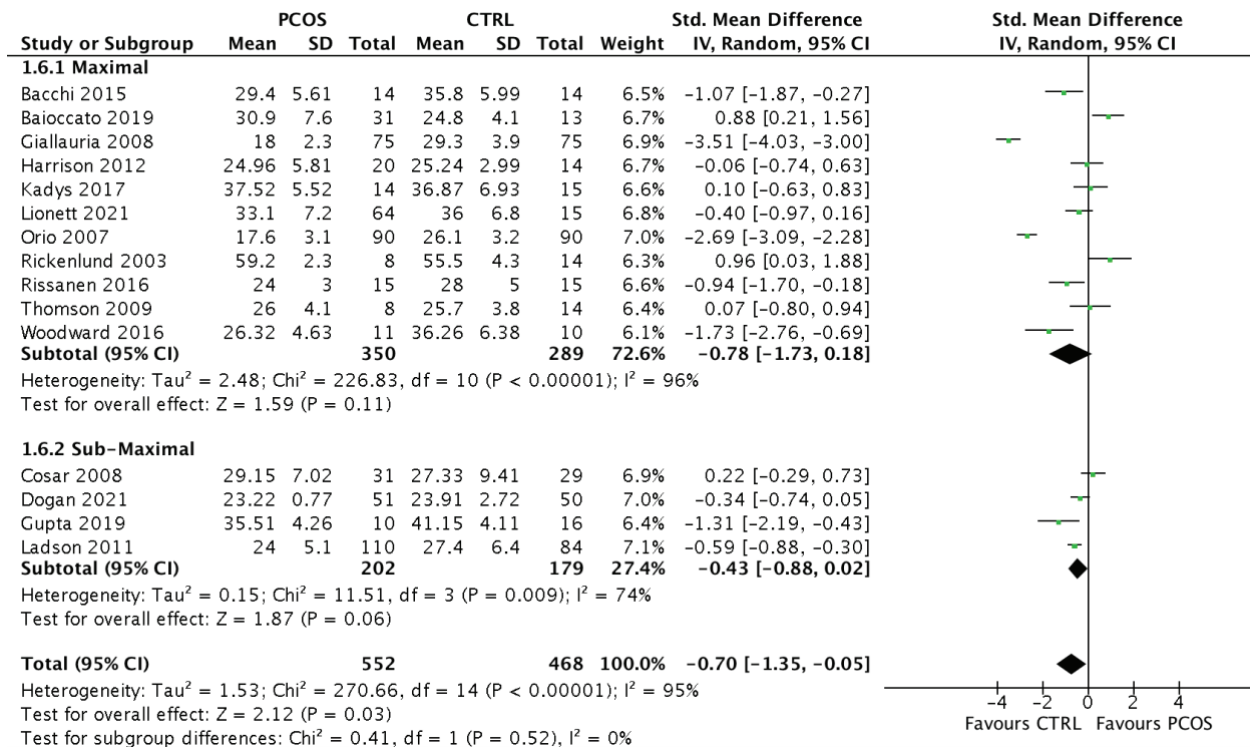 PCOS CTRL Std. Mean Difference Std. Mean Difference
Study or Subgroup Mean SD Total Mean SD Total Weight IV, Random, 95% CI IV, Random, 95% CI
1.6.1 Maximal
Bacchi 2015 29.4 5.61 14 35.8 5.99 14 6.5% -1.07 [-1.87, -0.27]
Baioccato 2019 30.9 7.6 31 24.8 4.1 13 6.7% 0.88 [0.21, 1.56]
Giallauria 2008 18 2.3 75 29.3 3.9 75 6.9% -3.51 [-4.03, -3.00]
Harrison 2012 24.96 5.81 20 25.24 2.99 14 6.7% -0.06 [-0.74, 0.63]
Kadys 2017 37.52 5.52 14 36.87 6.93 15 6.6% 0.10 [-0.63, 0.83]
Lionett 2021 33.1 7.2 64 36 6.8 15 6.8% -0.40 [-0.97, 0.16]
Orio 2007 17.6 3.1 90 26.1 3.2 90 7.0% -2.69 [-3.09, -2.28]
Rickenlund 2003 59.2 2.3 8 55.5 4.3 14 6.3% 0.96 [0.03, 1.88]
Rissanen 2016 24 3 15 28 5 15 6.6% -0.94 [-1.70, -0.18]
Thomson 2009 26 4.1 8 25.7 3.8 14 6.4% 0.07 [-0.80, 0.94]
Woodward 2016 26.32 4.63 11 36.26 6.38 10 6.1% -1.73 [-2.76, -0.69]
Subtotal (95% CI) 350 289 72.6% -0.78 [-1.73, 0.18]
Heterogeneity: Tau² = 2.48; Chi² = 226.83, df = 10 (P < 0.00001); I² = 96%
Test for overall effect: Z = 1.59 (P = 0.11)
1.6.2 Sub-Maximal
Cosar 2008 29.15 7.02 31 27.33 9.41 29 6.9% 0.22 [-0.29, 0.73]
Dogan 2021 23.22 0.77 51 23.91 2.72 50 7.0% -0.34 [-0.74, 0.05]
Gupta 2019 35.51 4.26 10 41.15 4.11 16 6.4% -1.31 [-2.19, -0.43]
Ladson 2011 24 5.1 110 27.4 6.4 84 7.1% -0.59 [-0.88, -0.30]
Subtotal (95% CI) 202 179 27.4% -0.43 [-0.88, 0.02]
Heterogeneity: Tau² = 0.15; Chi² = 11.51, df = 3 (P = 0.009); I² = 74%
Test for overall effect: Z = 1.87 (P = 0.06)
Total (95% CI) 552 468 100.0% -0.70 [-1.35, -0.05]
Heterogeneity: Tau² = 1.53; Chi² = 270.66, df = 14 (P < 0.00001); I² = 95%
Test for overall effect: Z = 2.12 (P = 0.03)
Test for subgroup differences: Chi² = 0.41, df = 1 (P = 0.52), I² = 0%
-4 -2 0 2 4
Favours CTRL Favours PCOS